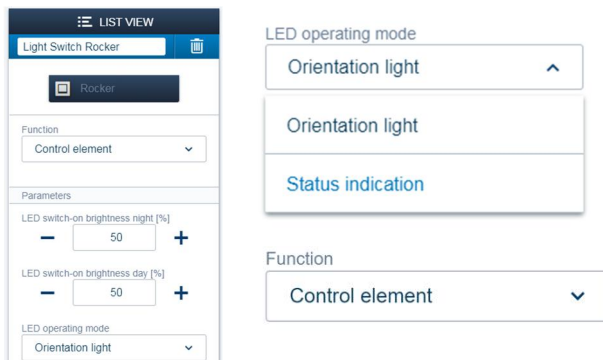 LIST VIEW
Light Switch Rocker
Rocker
Function
Control element
Parameters
LED switch-on brightness night [%]
50
LED switch-on brightness day [%]
50
LED operating mode
Orientation light
LED operating mode
Orientation light
Orientation light
Status indication
Function
Control element